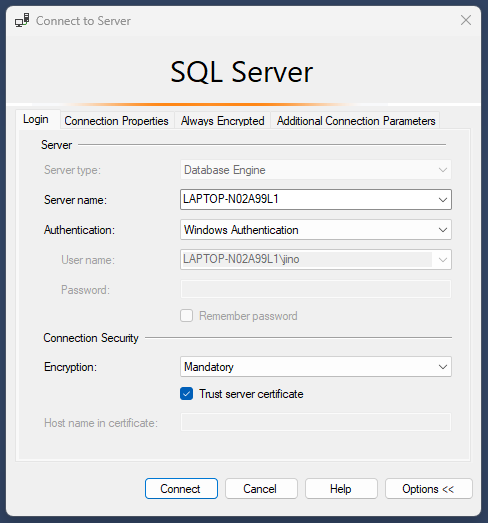 Connect to Server
SQL Server
Login Connection Properties Always Encrypted Additional Connection Parameters
Server
Server type: Database Engine
Server name: LAPTOP-N02A99L1
Authentication: Windows Authentication
User name: LAPTOP-N02A99L1\jino
Password:
Remember password
Connection Security
Encryption: Mandatory
Trust server certificate
Host name in certificate:
Connect Cancel Help Options <<